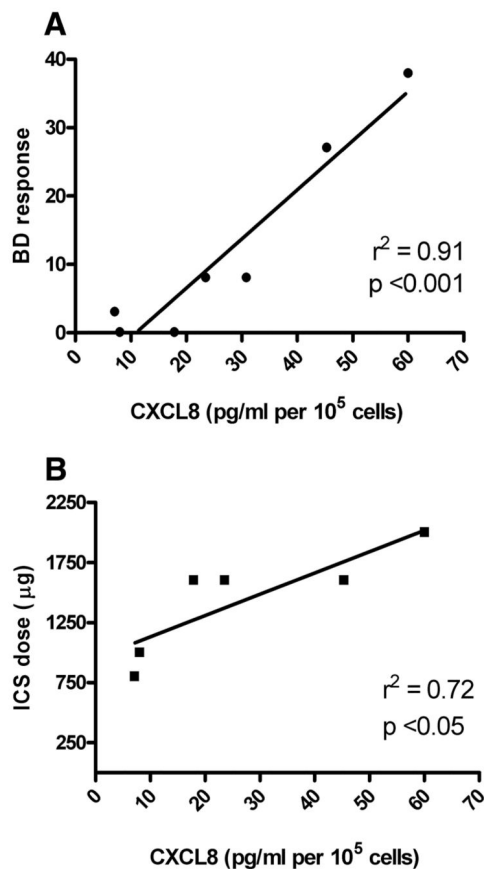 A
40
30
20
10
0
BD response
r² = 0.91
p <0.001
0 10 20 30 40 50 60 70
CXCL8 (pg/ml per 10⁵ cells)
B
2250
1750
1250
750
250
ICS dose (μg)
r² = 0.72
p <0.05
0 10 20 30 40 50 60 70
CXCL8 (pg/ml per 10⁵ cells)